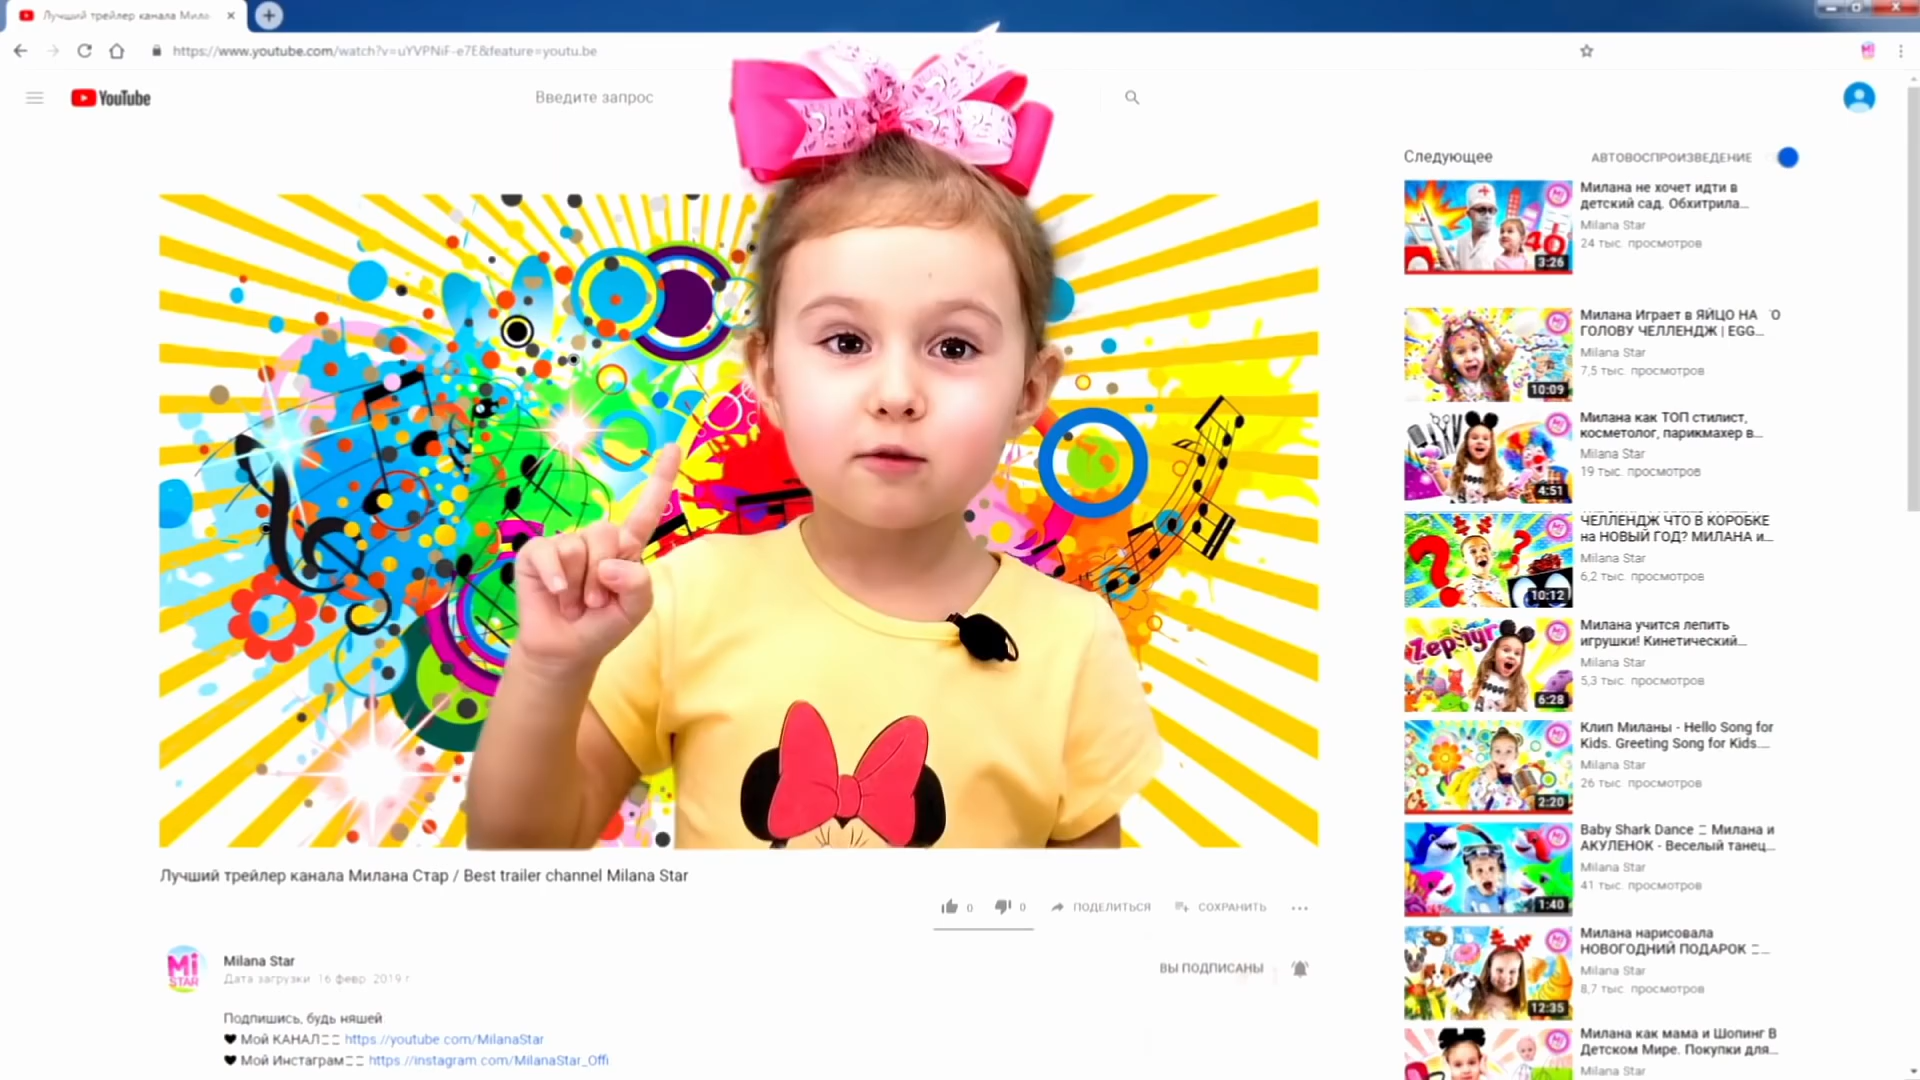 Лучший трейлер канала Мила
https://www.youtube.com/watch?v=uYVPNiF-e7E&feature=youtu.be
YouTube
Введите запрос
Лучший трейлер канала Милана Стар / Best trailer channel Milana Star
0
0
ПОДЕЛИТЬСЯ
СОХРАНИТЬ
Mi STAR
Milana Star
Дата загрузки: 16 февр. 2019 г.
ВЫ ПОДПИСАНЫ
Подпишись, будь няшей
Мой КАНАЛ https://youtube.com/MilanaStar
Мой Инстаграм https://instagram.com/MilanaStar_Offi
Следующее
АВТОВОСПРОИЗВЕДЕНИЕ
40
3:26
Милана не хочет идти в
детский сад. Обхитрила...
Milana Star
24 тыс. просмотров
10:09
Милана Играет в ЯЙЦО НА
ГОЛОВУ ЧЕЛЛЕНДЖ | EGG...
Milana Star
7,5 тыс. просмотров
4:51
Милана как ТОП стилист,
косметолог, парикмахер в...
Milana Star
19 тыс. просмотров
10:12
ЧЕЛЛЕНДЖ ЧТО В КОРОБКЕ
на НОВЫЙ ГОД? МИЛАНА и...
Milana Star
6,2 тыс. просмотров
Zephyr
6:28
Милана учится лепить
игрушки! Кинетический...
Milana Star
5,3 тыс. просмотров
2:20
Клип Миланы - Hello Song for
Kids. Greeting Song for Kids....
Milana Star
26 тыс. просмотров
1:40
Baby Shark Dance Милана и
АКУЛЕНОК - Веселый танец...
Milana Star
41 тыс. просмотров
12:35
Милана нарисовала
НОВОГОДНИЙ ПОДАРОК ...
Milana Star
8,7 тыс. просмотров
Милана как мама и Шопинг В
Детском Мире. Покупки для...
Milana Star